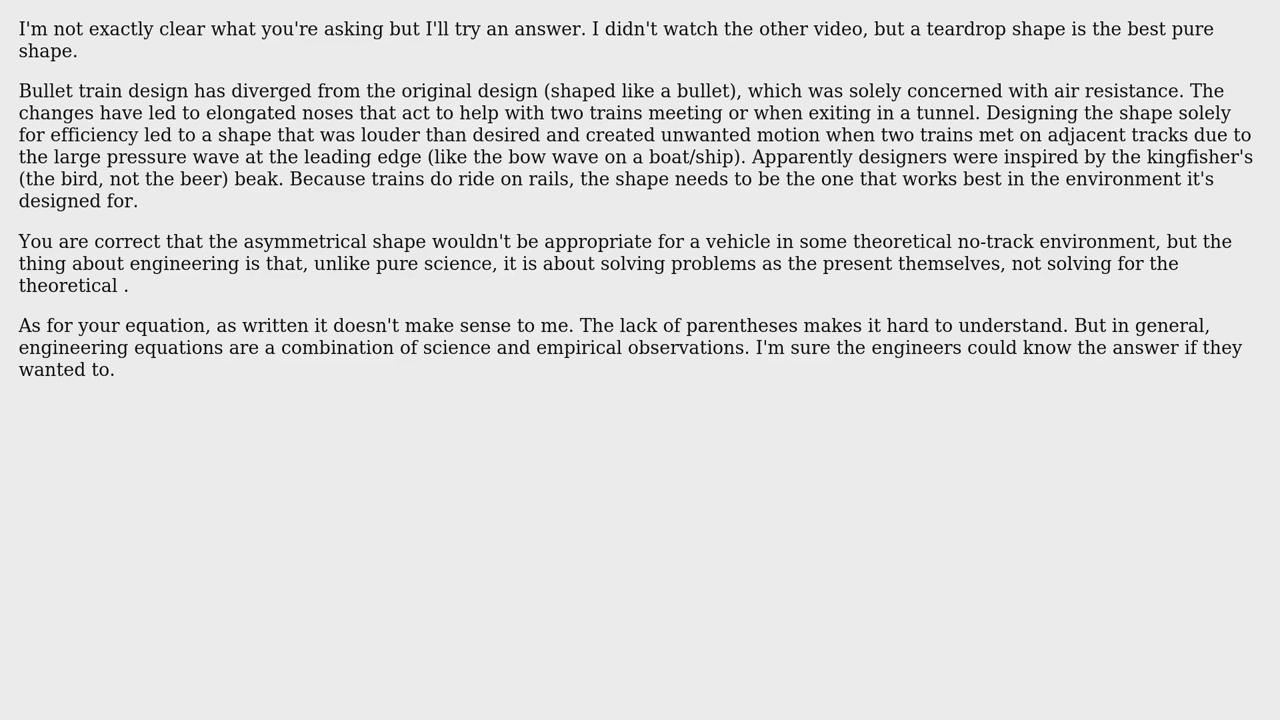 I'm not exactly clear what you're asking but I'll try an answer. I didn't watch the other video, but a teardrop shape is the best pure
shape.
Bullet train design has diverged from the original design (shaped like a bullet), which was solely concerned with air resistance. The
changes have led to elongated noses that act to help with two trains meeting or when exiting in a tunnel. Designing the shape solely
for efficiency led to a shape that was louder than desired and created unwanted motion when two trains met on adjacent tracks due to
the large pressure wave at the leading edge (like the bow wave on a boat/ship). Apparently designers were inspired by the kingfisher's
(the bird, not the beer) beak. Because trains do ride on rails, the shape needs to be the one that works best in the environment it's
designed for.
You are correct that the asymmetrical shape wouldn't be appropriate for a vehicle in some theoretical no-track environment, but the
thing about engineering is that, unlike pure science, it is about solving problems as the present themselves, not solving for the
theoretical .
As for your equation, as written it doesn't make sense to me. The lack of parentheses makes it hard to understand. But in general,
engineering equations are a combination of science and empirical observations. I'm sure the engineers could know the answer if they
wanted to.